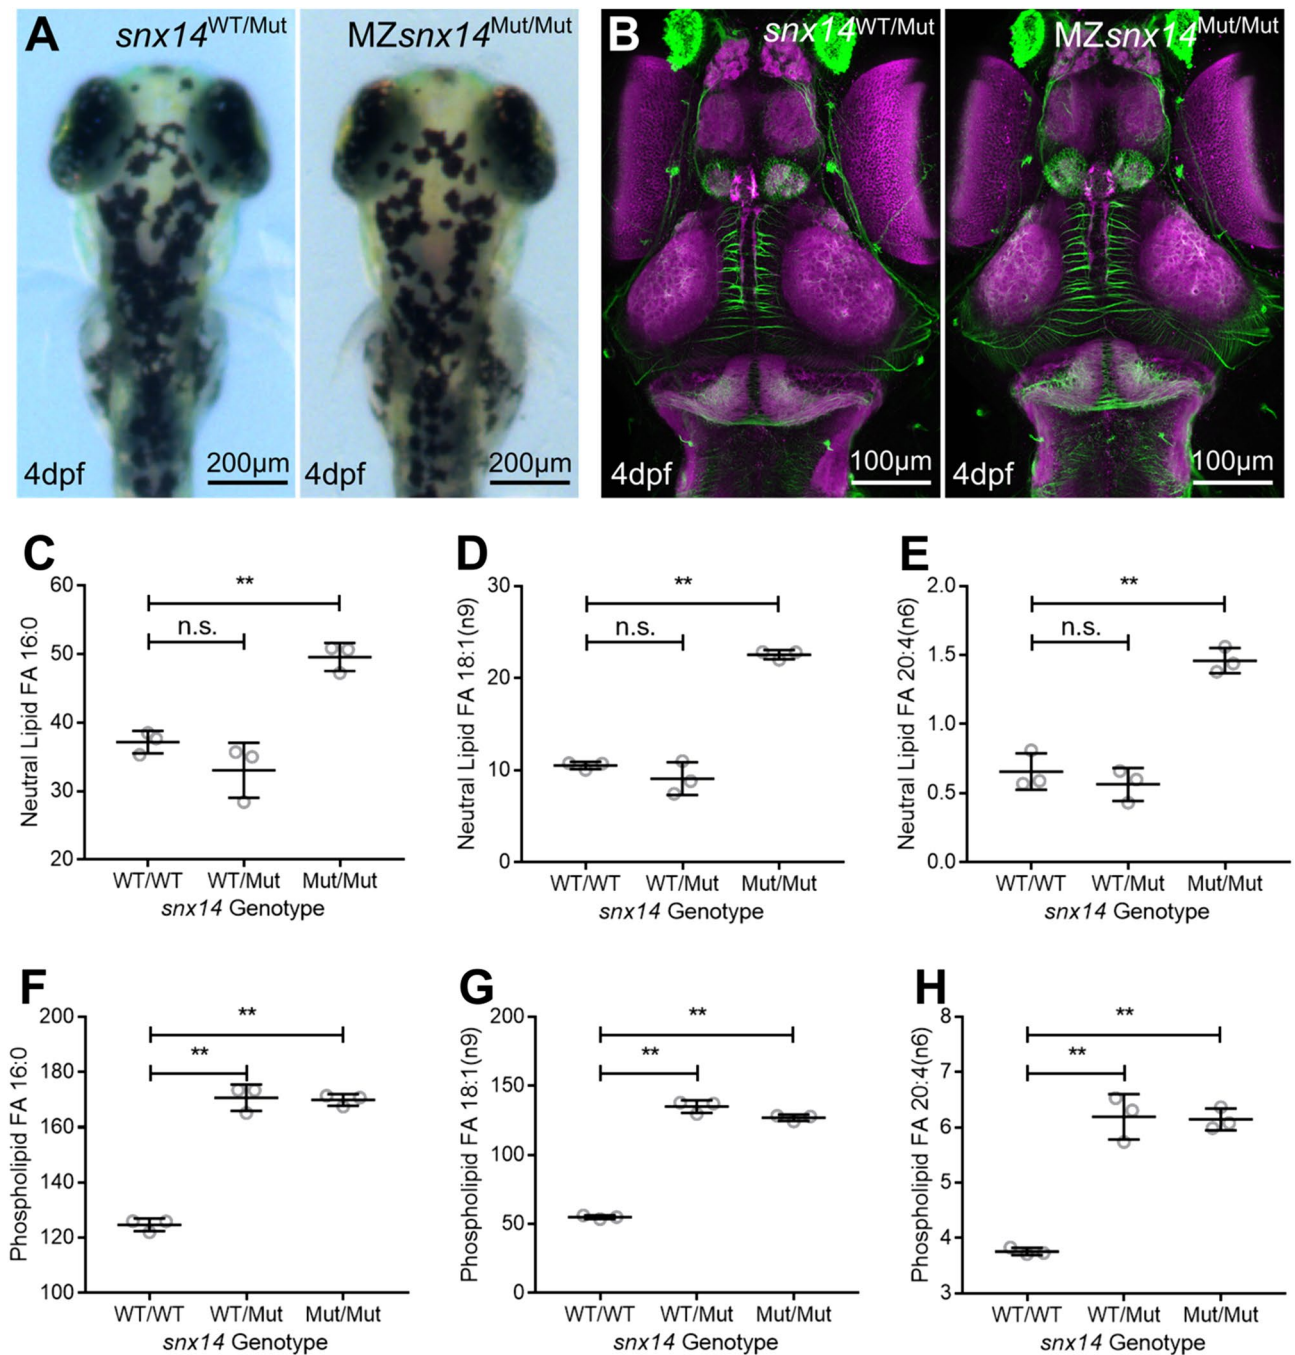 A
snx14WT/Mut
MZsnx14Mut/Mut
4dpf
200µm
4dpf
200µm
B
snx14WT/Mut
MZsnx14Mut/Mut
4dpf
100µm
4dpf
100µm
C
Neutral Lipid FA 16:0
60
50
40
30
20
**
n.s.
WT/WT WT/Mut Mut/Mut
snx14 Genotype
D
Neutral Lipid FA 18:1(n9)
30
20
10
0
**
n.s.
WT/WT WT/Mut Mut/Mut
snx14 Genotype
E
Neutral Lipid FA 20:4(n6)
2.0
1.5
1.0
0.5
0.0
**
n.s.
WT/WT WT/Mut Mut/Mut
snx14 Genotype
F
Phospholipid FA 16:0
200
180
160
140
120
100
**
**
WT/WT WT/Mut Mut/Mut
snx14 Genotype
G
Phospholipid FA 18:1(n9)
200
150
100
50
0
**
**
WT/WT WT/Mut Mut/Mut
snx14 Genotype
H
Phospholipid FA 20:4(n6)
8
7
6
5
4
3
**
**
WT/WT WT/Mut Mut/Mut
snx14 Genotype